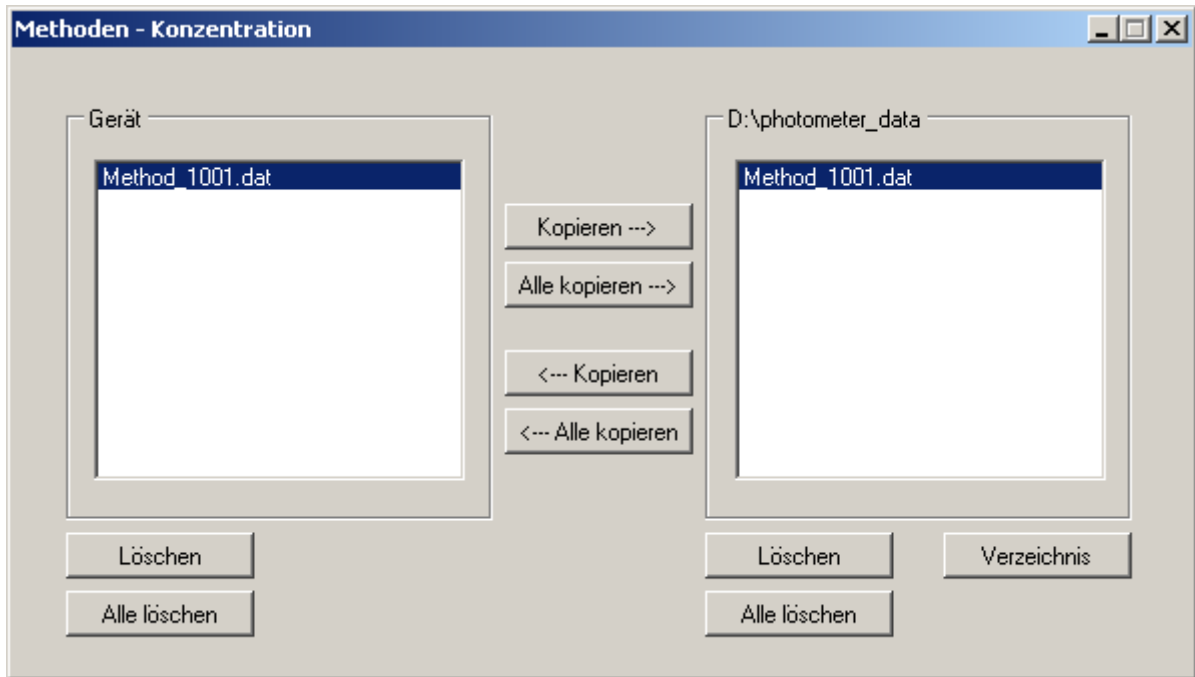 Methoden - Konzentration
Gerät
Method_1001.dat
Kopieren --->
Alle kopieren --->
<--- Kopieren
<--- Alle kopieren
D:\photometer_data
Method_1001.dat
Löschen
Alle löschen
Löschen
Verzeichnis
Alle löschen